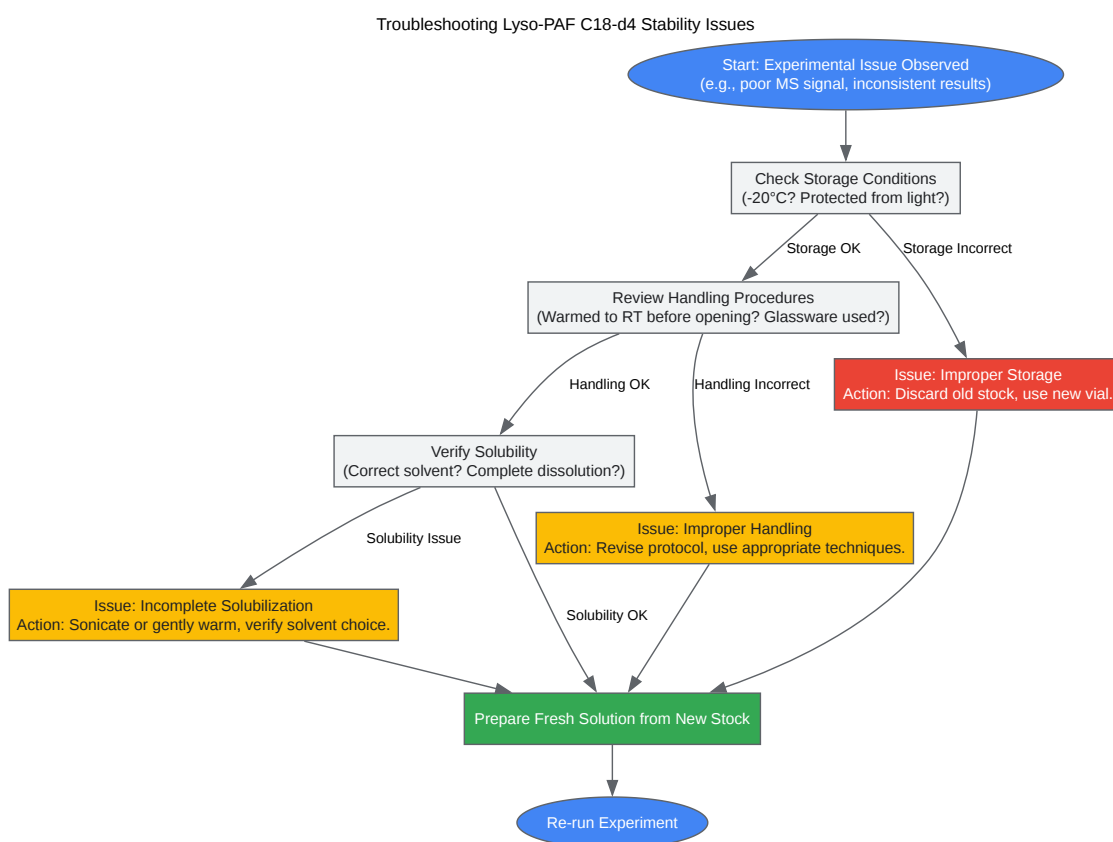 Troubleshooting Lyso-PAF C18-d4 Stability Issues
Start: Experimental Issue Observed
(e.g., poor MS signal, inconsistent results)
Check Storage Conditions
(-20°C? Protected from light?)
Storage OK
Storage Incorrect
Review Handling Procedures
(Warmed to RT before opening? Glassware used?)
Issue: Improper Storage
Action: Discard old stock, use new vial.
Handling OK
Handling Incorrect
Verify Solubility
(Correct solvent? Complete dissolution?)
Issue: Improper Handling
Action: Revise protocol, use appropriate techniques.
Solubility Issue
Issue: Incomplete Solubilization
Action: Sonicate or gently warm, verify solvent choice.
Solubility OK
Prepare Fresh Solution from New Stock
Re-run Experiment